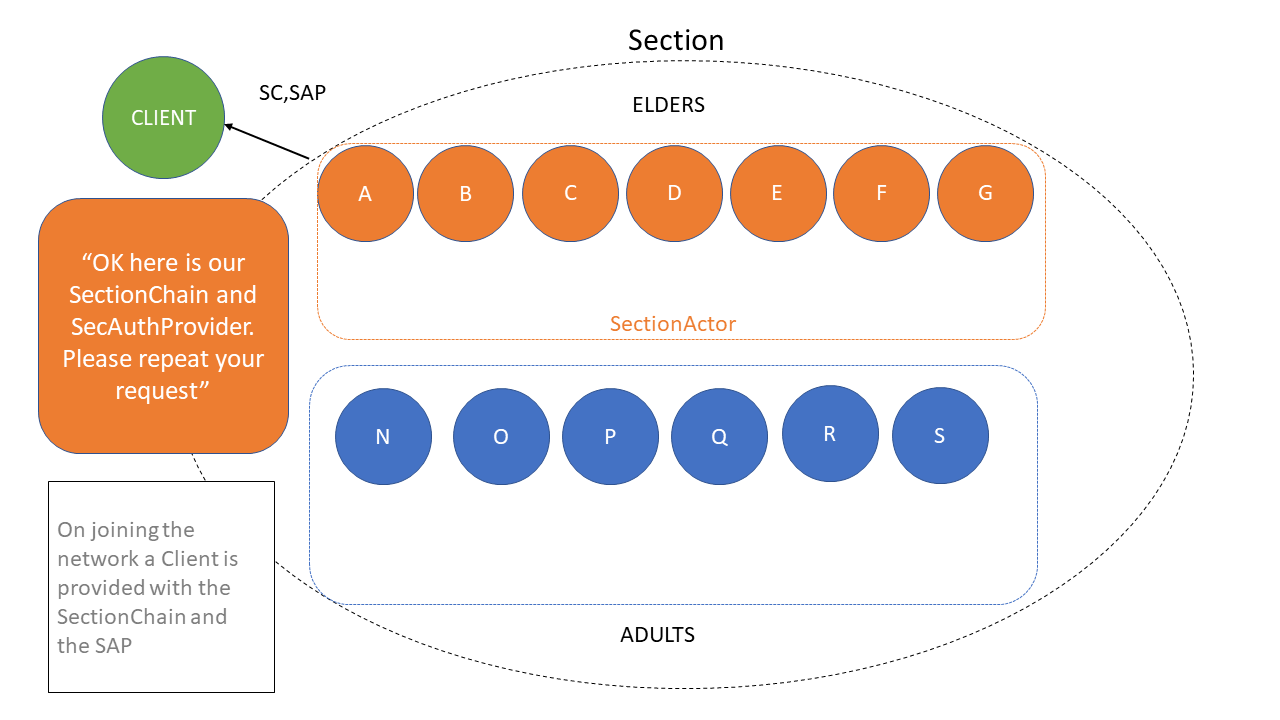 Section
SC,SAP
ELDERS
CLIENT
A
B
C
D
E
F
G
“OK here is our
SectionChain and
SecAuthProvider.
Please repeat your
request”
SectionActor
N
O
P
Q
R
S
On joining the
network a Client is
provided with the
SectionChain and
the SAP
ADULTS